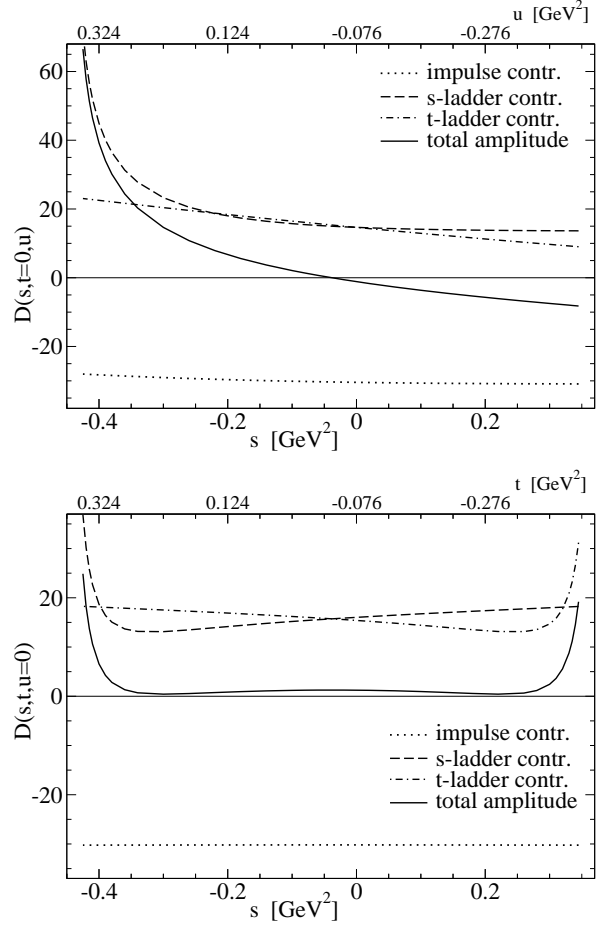 u [GeV²]
0.324 0.124 -0.076 -0.276
60
40
20
0
-20
D(s,t=0,u)
impulse contr.
s-ladder contr.
t-ladder contr.
total amplitude
-0.4 -0.2 0 0.2
s [GeV²]
t [GeV²]
0.324 0.124 -0.076 -0.276
20
0
-20
D(s,t,u=0)
impulse contr.
s-ladder contr.
t-ladder contr.
total amplitude
-0.4 -0.2 0 0.2
s [GeV²]